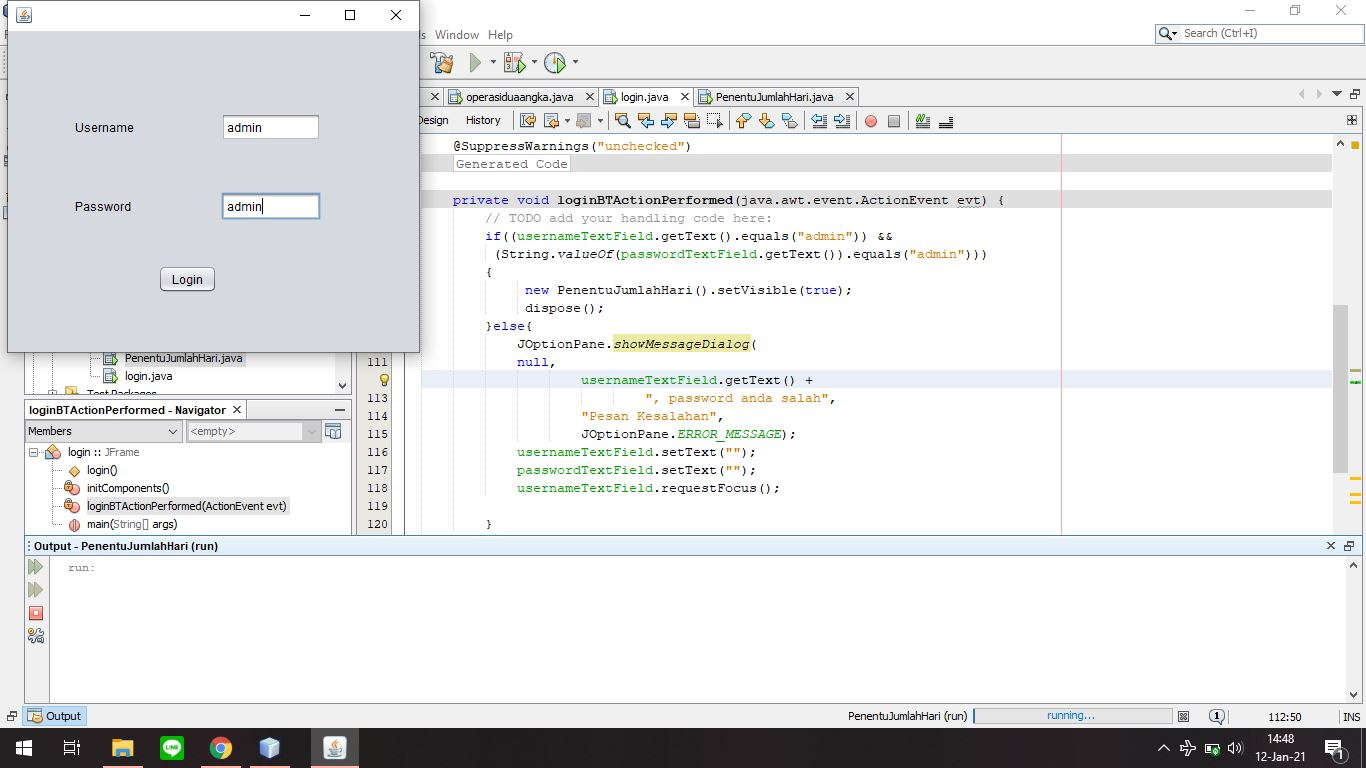 Username
admin
Password
admin
Login
s Window Help
Search (Ctrl+I)
operasiduaangka.java
login.java
PenentuJumlahHari.java
Design
History
@SuppressWarnings("unchecked")
Generated Code
private void loginBTActionPerformed(java.awt.event.ActionEvent evt) {
// TODO add your handling code here:
if((usernameTextField.getText().equals("admin")) &&
(String.valueOf(passwordTextField.getText()).equals("admin")))
{
new PenentuJumlahHari().setVisible(true);
dispose();
}else{
JOptionPane.showMessageDialog(
111 null,
usernameTextField.getText() +
113 ", password anda salah",
114 "Pesan Kesalahan",
115 JOptionPane.ERROR_MESSAGE);
116 usernameTextField.setText("");
117 passwordTextField.setText("");
118 usernameTextField.requestFocus();
119
120 }
PenentuJumlahHari.java
login.java
Test Packages
loginBTActionPerformed - Navigator
Members
<empty>
login :: JFrame
login()
initComponents()
loginBTActionPerformed(ActionEvent evt)
main(String[] args)
Output - PenentuJumlahHari (run)
run:
Output
PenentuJumlahHari (run)
running...
1
112:50
INS
LINE
14:48
12-Jan-21
1